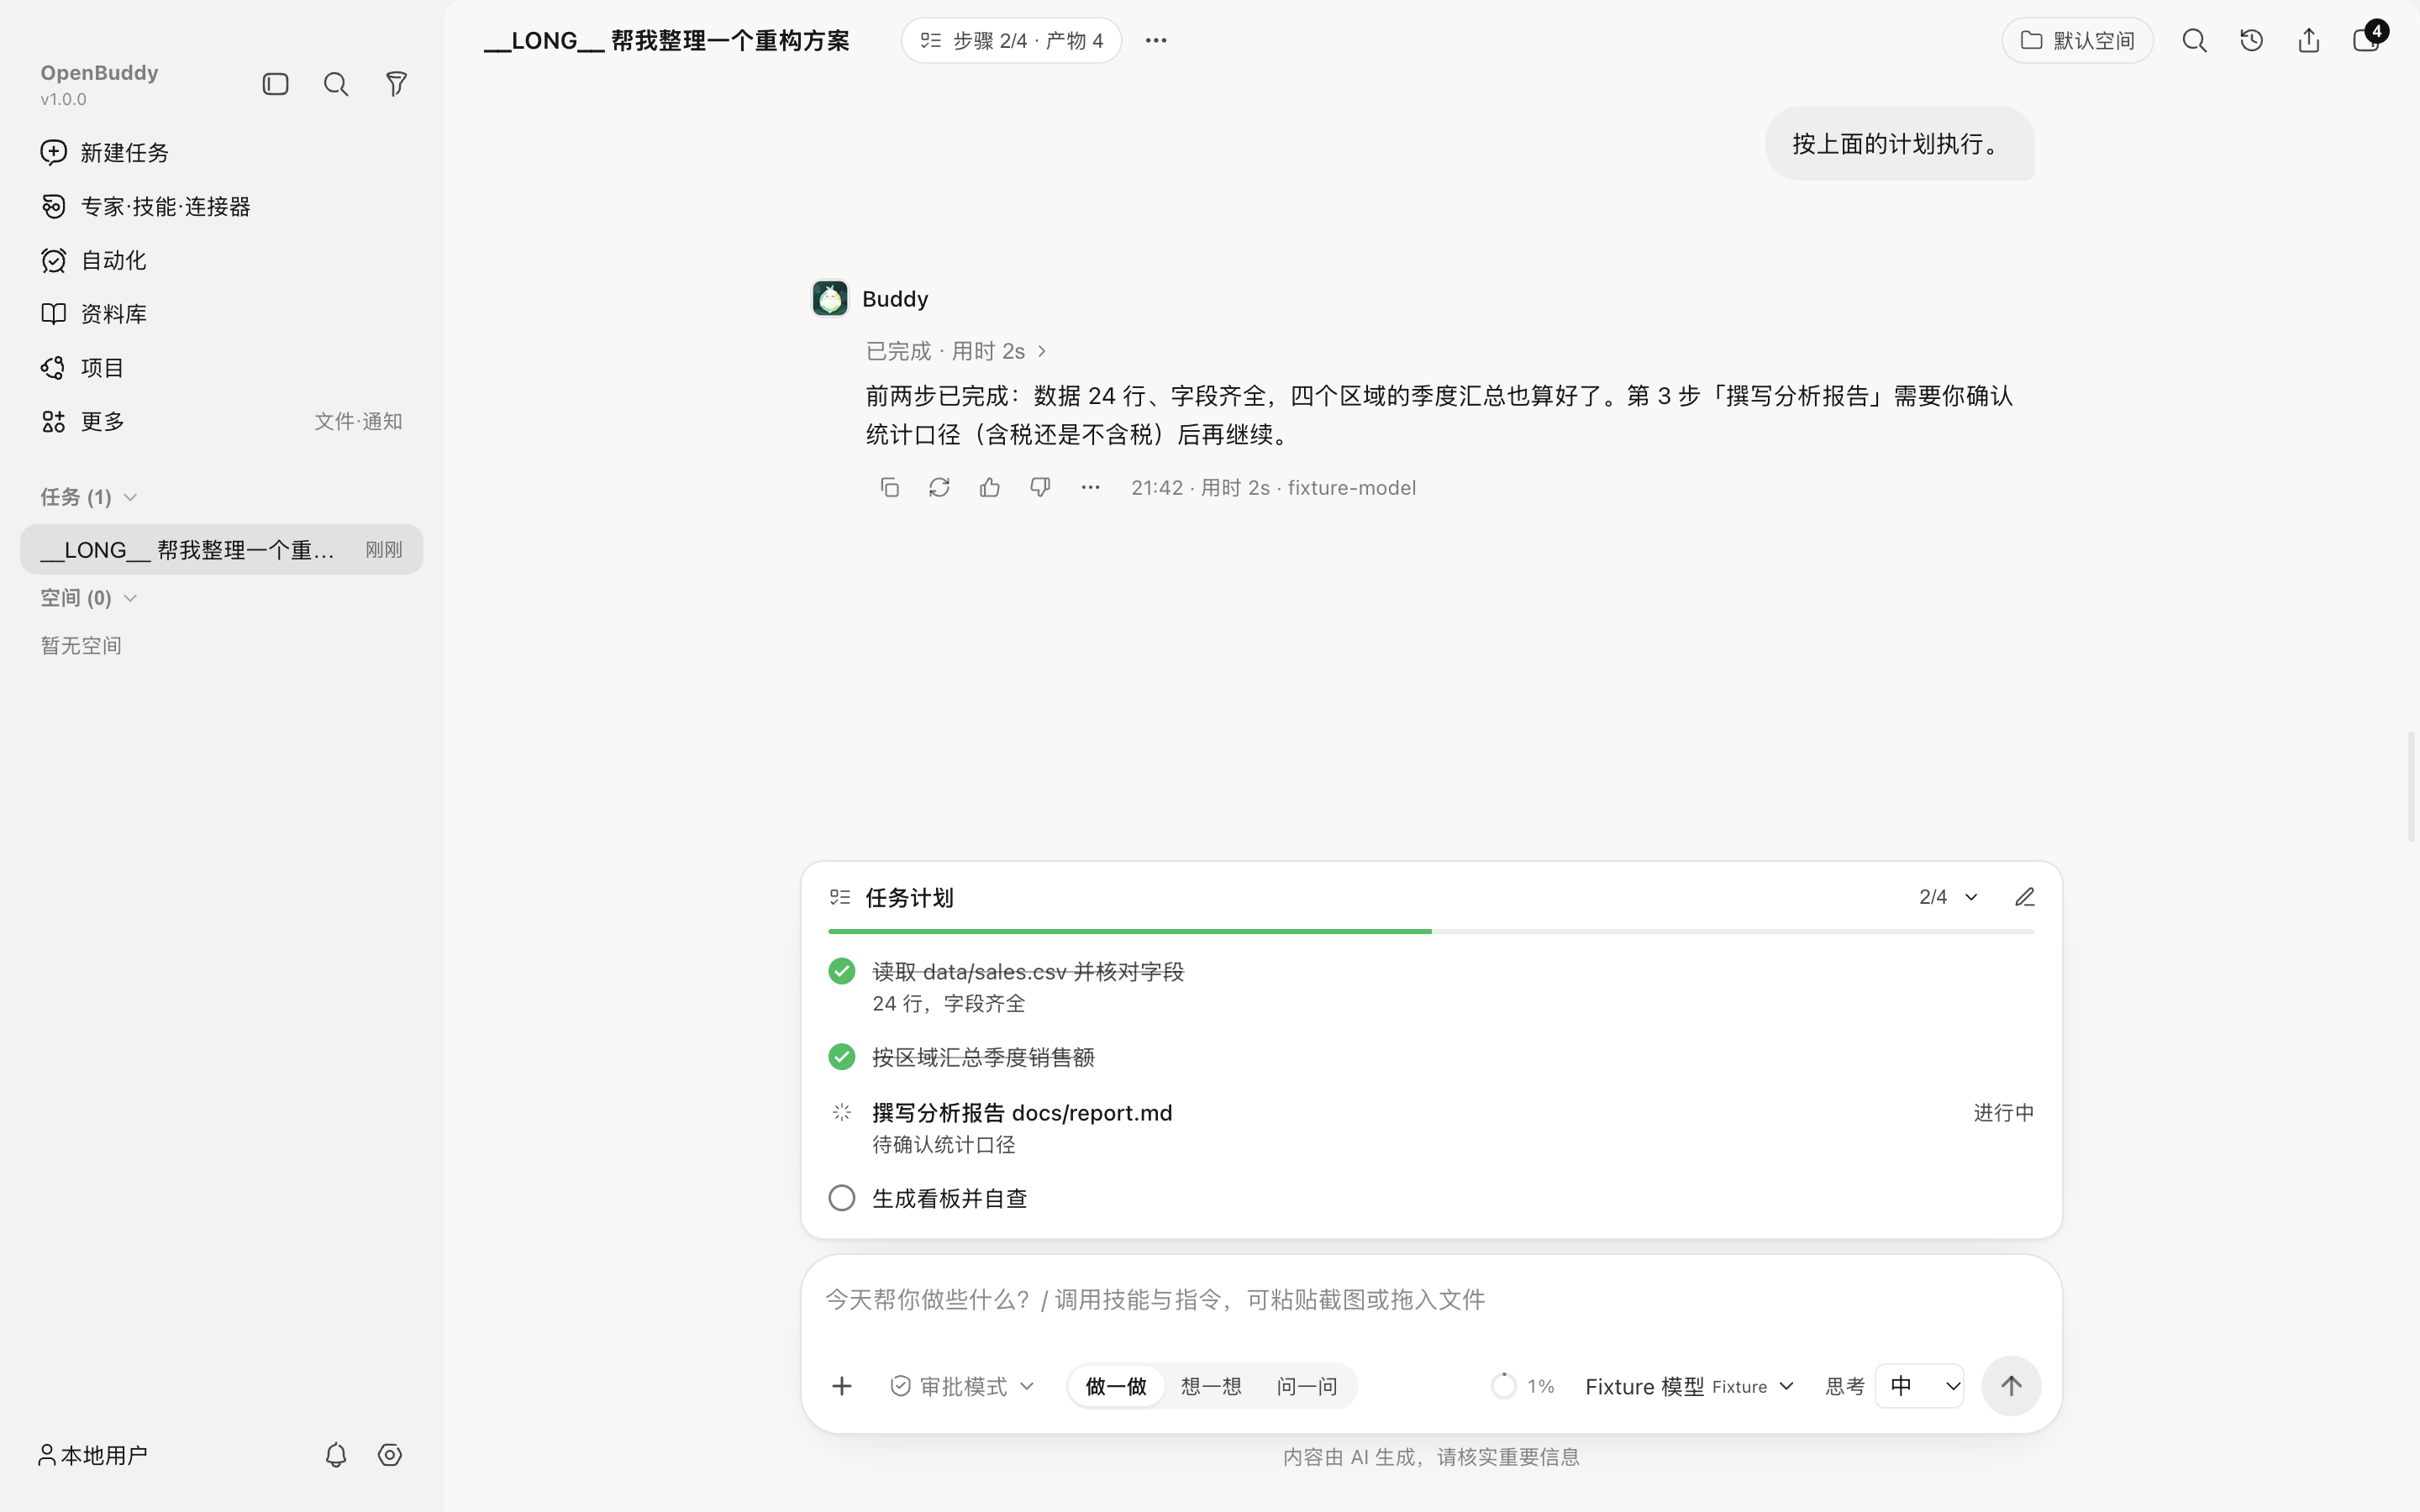 OpenBuddy
v1.0.0
新建任务
专家·技能·连接器
自动化
资料库
项目
更多 文件·通知
任务 (1)
__LONG__ 帮我整理一个重… 刚刚
空间 (0)
暂无空间
本地用户
__LONG__ 帮我整理一个重构方案 步骤 2/4 · 产物 4 默认空间 4
按上面的计划执行。
Buddy
已完成 · 用时 2s
前两步已完成：数据 24 行、字段齐全，四个区域的季度汇总也算好了。第 3 步「撰写分析报告」需要你确认
统计口径（含税还是不含税）后再继续。
21:42 · 用时 2s · fixture-model
任务计划 2/4
读取 data/sales.csv 并核对字段
24 行，字段齐全
按区域汇总季度销售额
撰写分析报告 docs/report.md 进行中
待确认统计口径
生成看板并自查
今天帮你做些什么？/ 调用技能与指令，可粘贴截图或拖入文件
审批模式 做一做 想一想 问一问 1% Fixture 模型 Fixture 思考 中
内容由 AI 生成，请核实重要信息